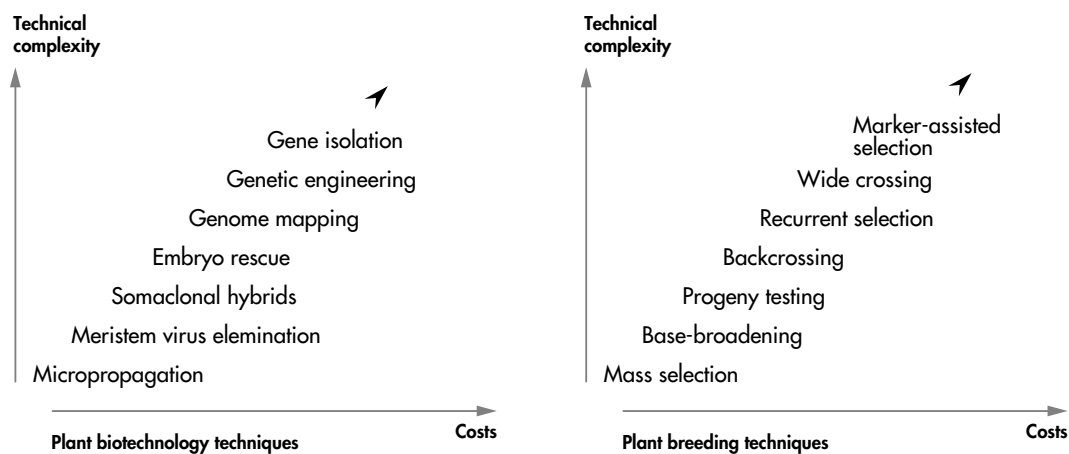 Technical
complexity
Gene isolation
Genetic engineering
Genome mapping
Embryo rescue
Somaclonal hybrids
Meristem virus elemination
Micropropagation
Costs
Plant biotechnology techniques
Technical
complexity
Marker-assisted
selection
Wide crossing
Recurrent selection
Backcrossing
Progeny testing
Base-broadening
Mass selection
Costs
Plant breeding techniques